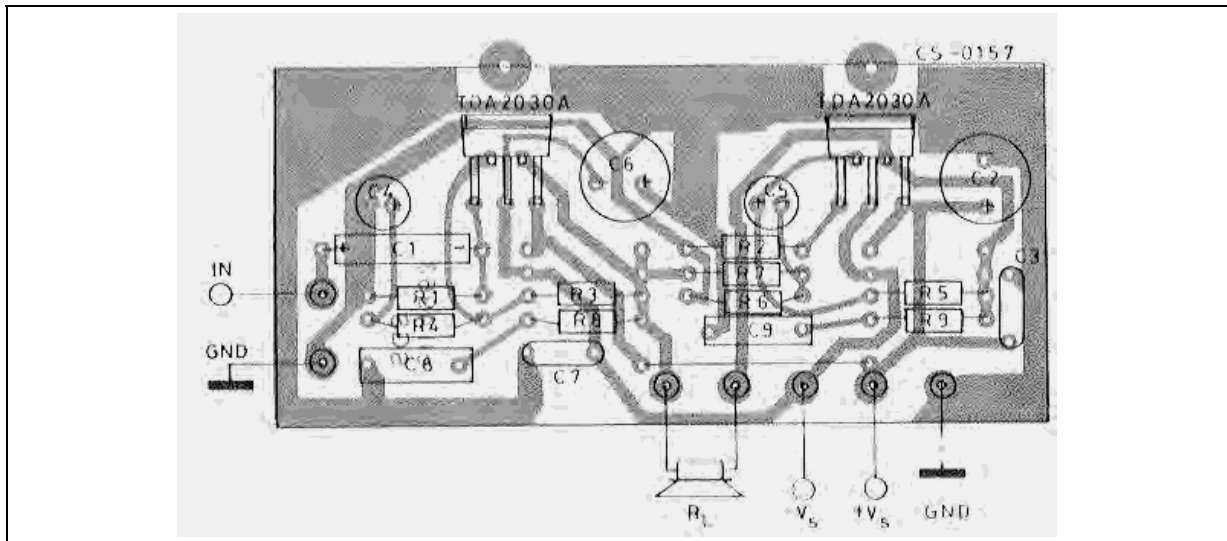 CS-0157
TDA2030A
TDA2030A
C6
C4
C5
C2
C1
R2
C3
R7
IN
R1
R3
R6
R5
R4
R8
C9
R9
GND
C8
C7
RL
Vs
+Vs
GND